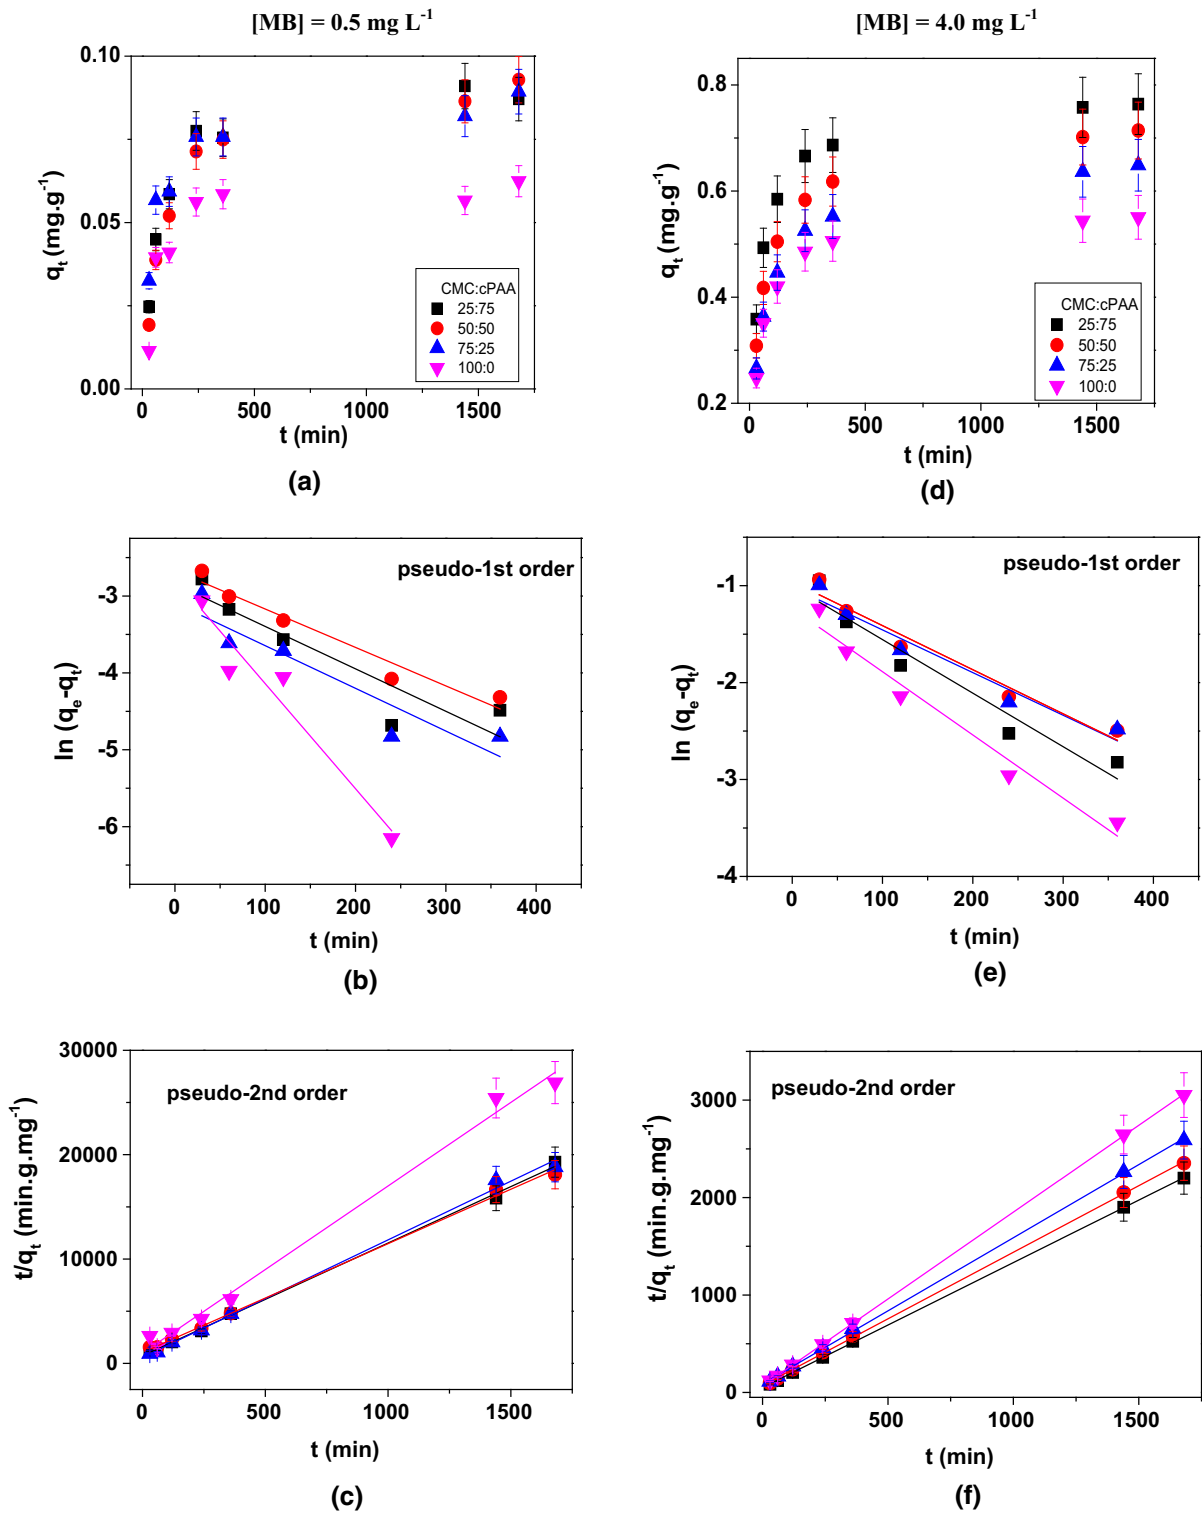 [MB] = 0.5 mg L⁻¹
0.10
0.05
0.00
qₜ (mg.g⁻¹)
CMC:cPAA
25:75
50:50
75:25
100:0
0 500 1000 1500
t (min)
(a)
[MB] = 4.0 mg L⁻¹
0.8
0.6
0.4
0.2
qₜ (mg.g⁻¹)
CMC:cPAA
25:75
50:50
75:25
100:0
0 500 1000 1500
t (min)
(d)
pseudo-1st order
-3
-4
-5
-6
ln (qₑ-qₜ)
0 100 200 300 400
t (min)
(b)
pseudo-1st order
-1
-2
-3
-4
ln (qₑ-qₜ)
0 100 200 300 400
t (min)
(e)
30000
20000
10000
0
pseudo-2nd order
t/qₜ (min.g.mg⁻¹)
0 500 1000 1500
t (min)
(c)
3000
2000
1000
0
pseudo-2nd order
t/qₜ (min.g.mg⁻¹)
0 500 1000 1500
t (min)
(f)